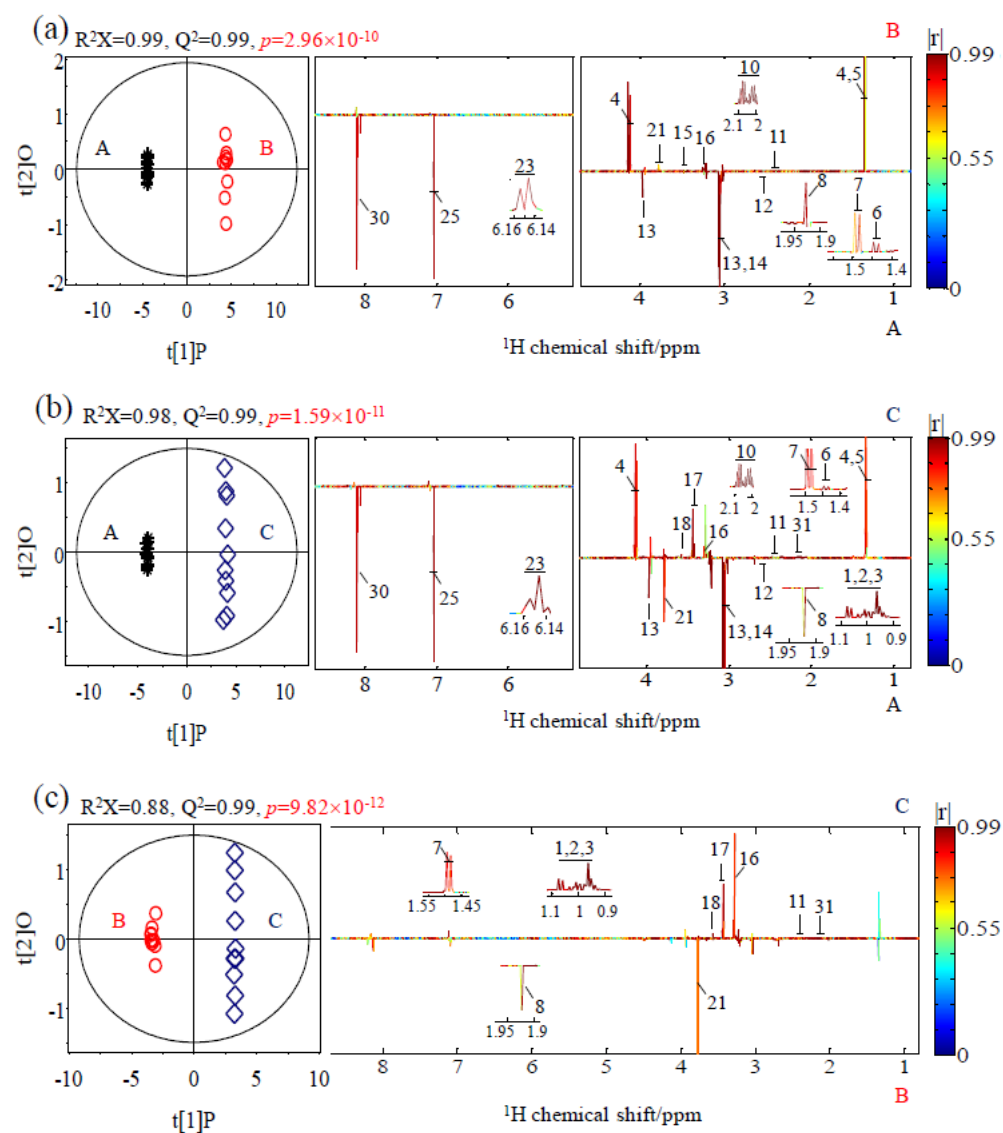 (a)
R²X=0.99, Q²=0.99, p=2.96×10⁻¹⁰
B
|r|
2
1
0
-1
-2
t[2]O
A
B
-10 -5 0 5 10
t[1]P
30
25
23
6.16 6.14
8 7 6
4
21
15
16
10
2.1 2
11
4,5
13
13,14
12
8
1.95 1.9
7
6
1.5 1.4
4 3 2 1
¹H chemical shift/ppm
A
0.99
0.55
0
(b)
R²X=0.98, Q²=0.99, p=1.59×10⁻¹¹
C
|r|
1
0
-1
t[2]O
A
C
-10 -5 0 5 10
t[1]P
30
25
23
6.16 6.14
8 7 6
4
18
17
16
10
2.1 2
7
6
1.5 1.4
11
31
4,5
13
21
13,14
12
8
1.95 1.9
1,2,3
1.1 1 0.9
4 3 2 1
¹H chemical shift/ppm
A
0.99
0.55
0
(c)
R²X=0.88, Q²=0.99, p=9.82×10⁻¹²
C
|r|
1
0
-1
t[2]O
B
C
-10 -5 0 5 10
t[1]P
7
1.55 1.45
1,2,3
1.1 1 0.9
8
1.95 1.9
18
17
16
11
31
21
8 7 6 5 4 3 2 1
¹H chemical shift/ppm
B
0.99
0.55
0